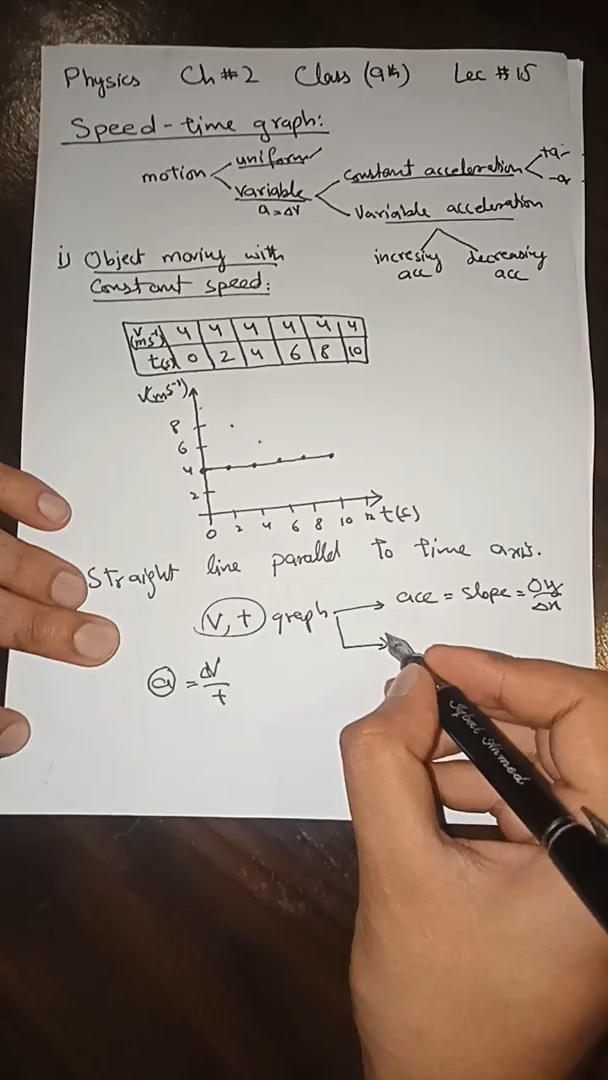 Physics Ch #2 Class (9th) Lec #15
Speed-time graph:
motion
uniform
variable
a = ΔV
constant acceleration
+a
-a
Variable acceleration
incresing acc
decreasing acc
i) Object moving with
constant speed:
V(ms⁻¹) 4 4 4 4 4 4
t(s) 0 2 4 6 8 10
V(ms⁻¹)
8
6
4
2
0 2 4 6 8 10 12 t(s)
Straight line parallel to time axis.
V, t graph
acc = slope = Δy/Δx
a = ΔV/t
Iqbal Ahmed